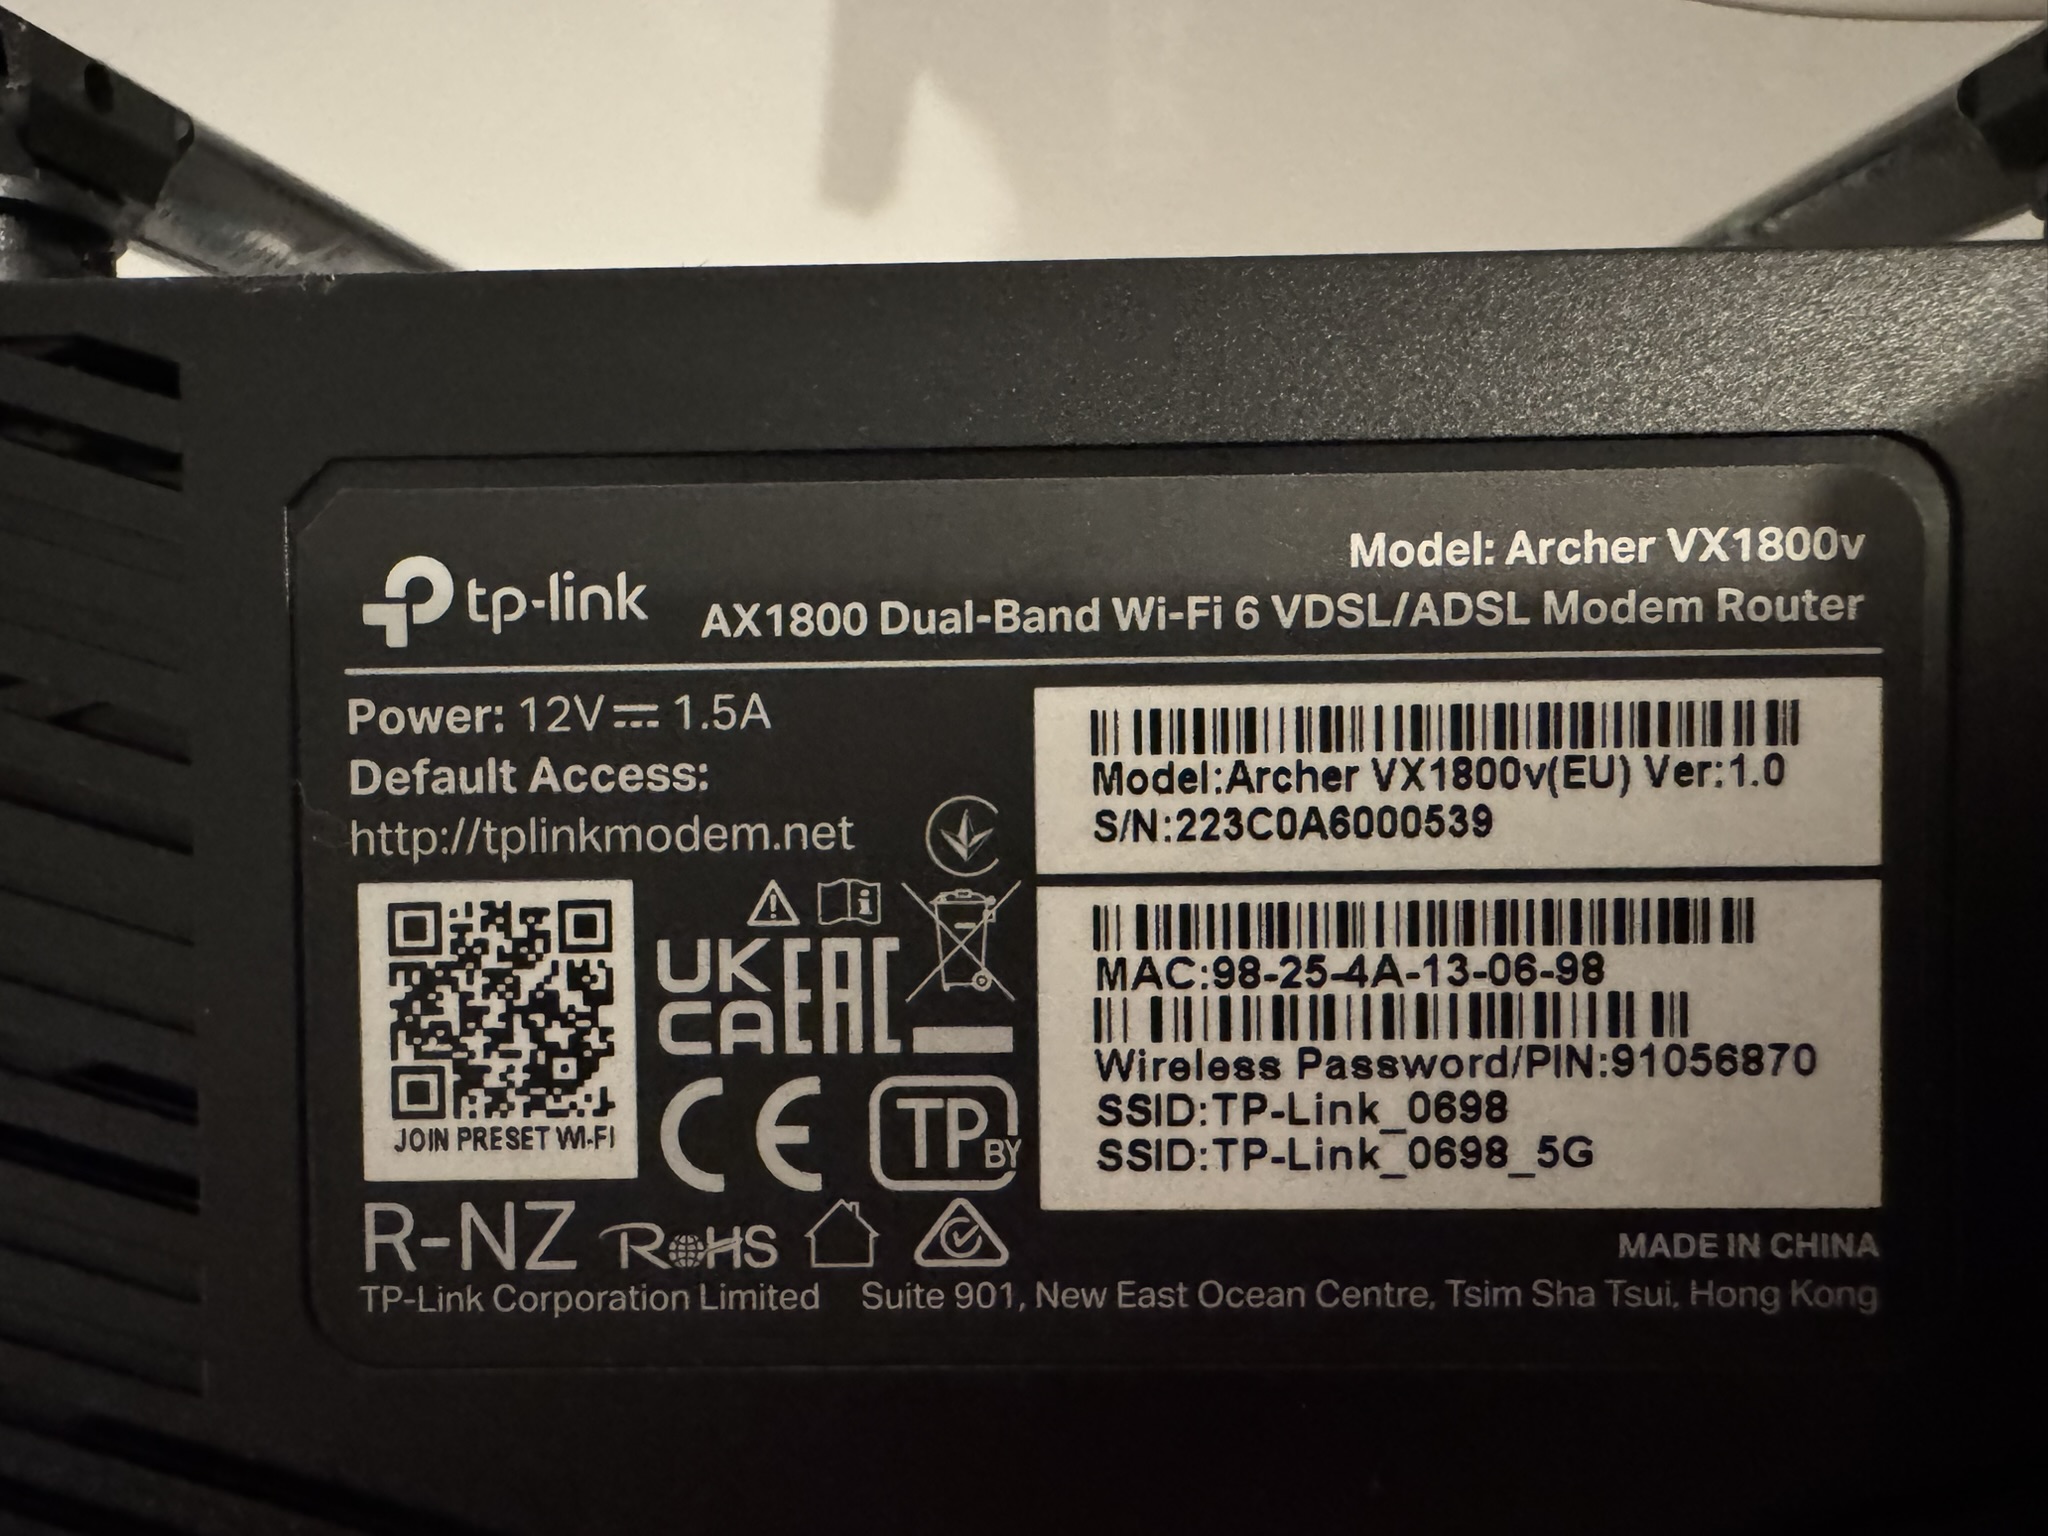 tp-link
Model: Archer VX1800v
AX1800 Dual-Band Wi-Fi 6 VDSL/ADSL Modem Router
Power: 12V⎓1.5A
Default Access:
http://tplinkmodem.net
JOIN PRESET WI-FI
UK
CA
EAC
CE
TP
BY
R-NZ
RoHS
Model:Archer VX1800v(EU) Ver:1.0
S/N:223C0A6000539
MAC:98-25-4A-13-06-98
Wireless Password/PIN:91056870
SSID:TP-Link_0698
SSID:TP-Link_0698_5G
MADE IN CHINA
TP-Link Corporation Limited Suite 901, New East Ocean Centre, Tsim Sha Tsui, Hong Kong